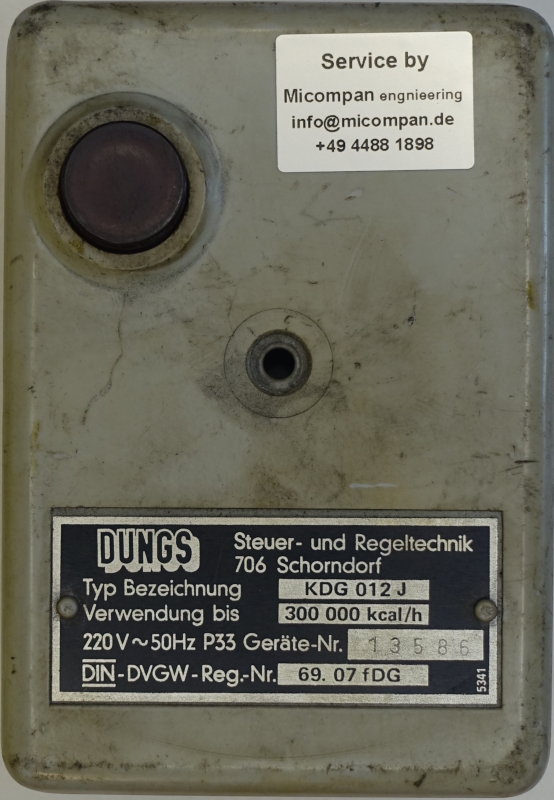 Service by
Micompan engnieering
info@micompan.de
+49 4488 1898
DUNGS Steuer- und Regeltechnik
706 Schorndorf
Typ Bezeichnung KDG 012 J
Verwendung bis 300 000 kcal/h
220 V ~ 50Hz P33 Geräte-Nr. 13586
DIN-DVGW-Reg.-Nr. 69. 07 fDG
5341